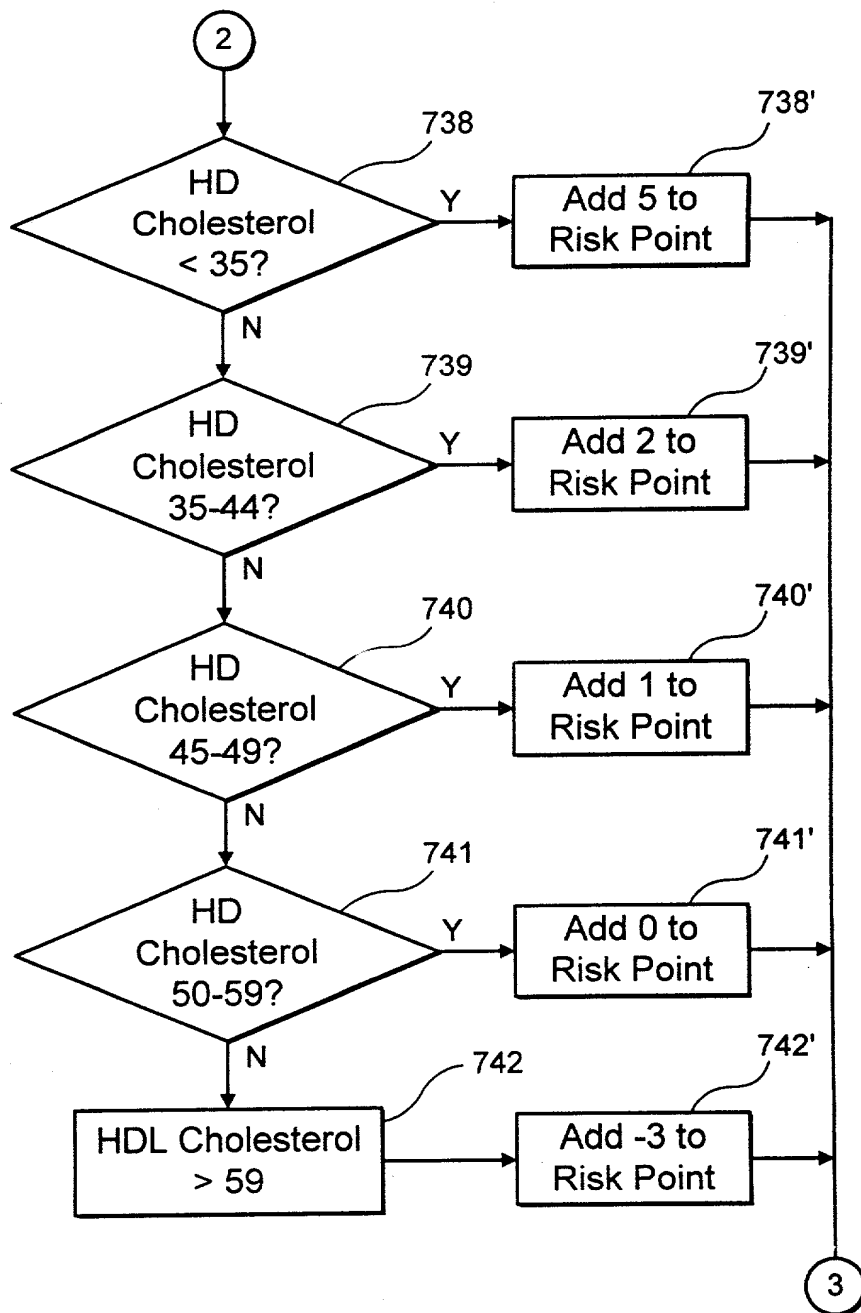 2
738
HD
Cholesterol
< 35?
Y
738'
Add 5 to
Risk Point
N
739
HD
Cholesterol
35-44?
Y
739'
Add 2 to
Risk Point
N
740
HD
Cholesterol
45-49?
Y
740'
Add 1 to
Risk Point
N
741
HD
Cholesterol
50-59?
Y
741'
Add 0 to
Risk Point
N
742
HDL Cholesterol
> 59
742'
Add -3 to
Risk Point
3